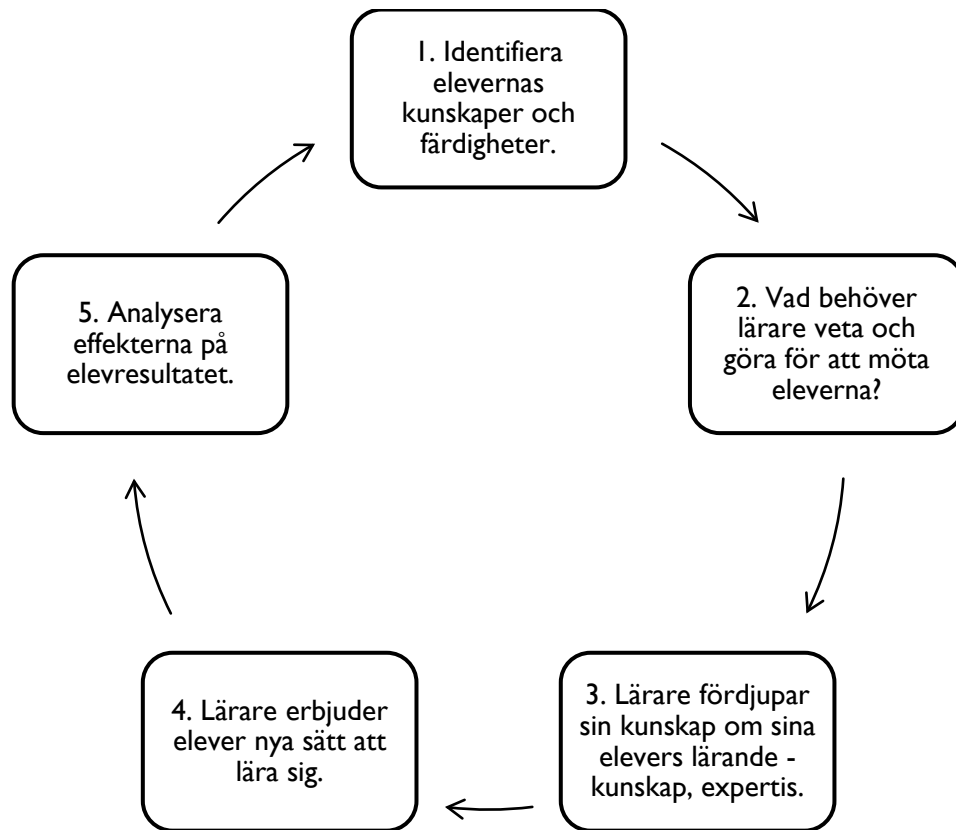 1. Identifiera
elevernas
kunskaper och
färdigheter.
2. Vad behöver
lärare veta och
göra för att möta
eleverna?
3. Lärare fördjupar
sin kunskap om sina
elevers lärande -
kunskap, expertis.
4. Lärare erbjuder
elever nya sätt att
lära sig.
5. Analysera
effekterna på
elevresultatet.